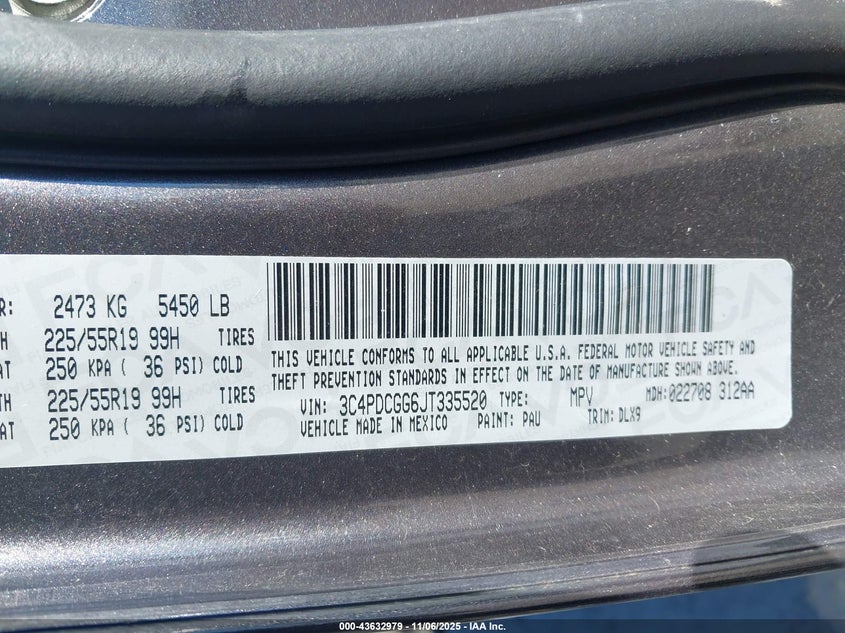 R: 2473 KG 5450 LB
TH 225/55R19 99H TIRES
AT 250 KPA ( 36 PSI) COLD
TH 225/55R19 99H TIRES
AT 250 KPA ( 36 PSI) COLD
THIS VEHICLE CONFORMS TO ALL APPLICABLE U.S.A. FEDERAL MOTOR VEHICLE SAFETY AND
THEFT PREVENTION STANDARDS IN EFFECT ON THE DATE OF MANUFACTURE SHOWN ABOVE.
VIN: 3C4PDCGG6JT335520 TYPE: MPV MDH:022708 312AA
VEHICLE MADE IN MEXICO PAINT: PAU TRIM: DLX9
000-43632979 - 11/06/2025 - IAA Inc.